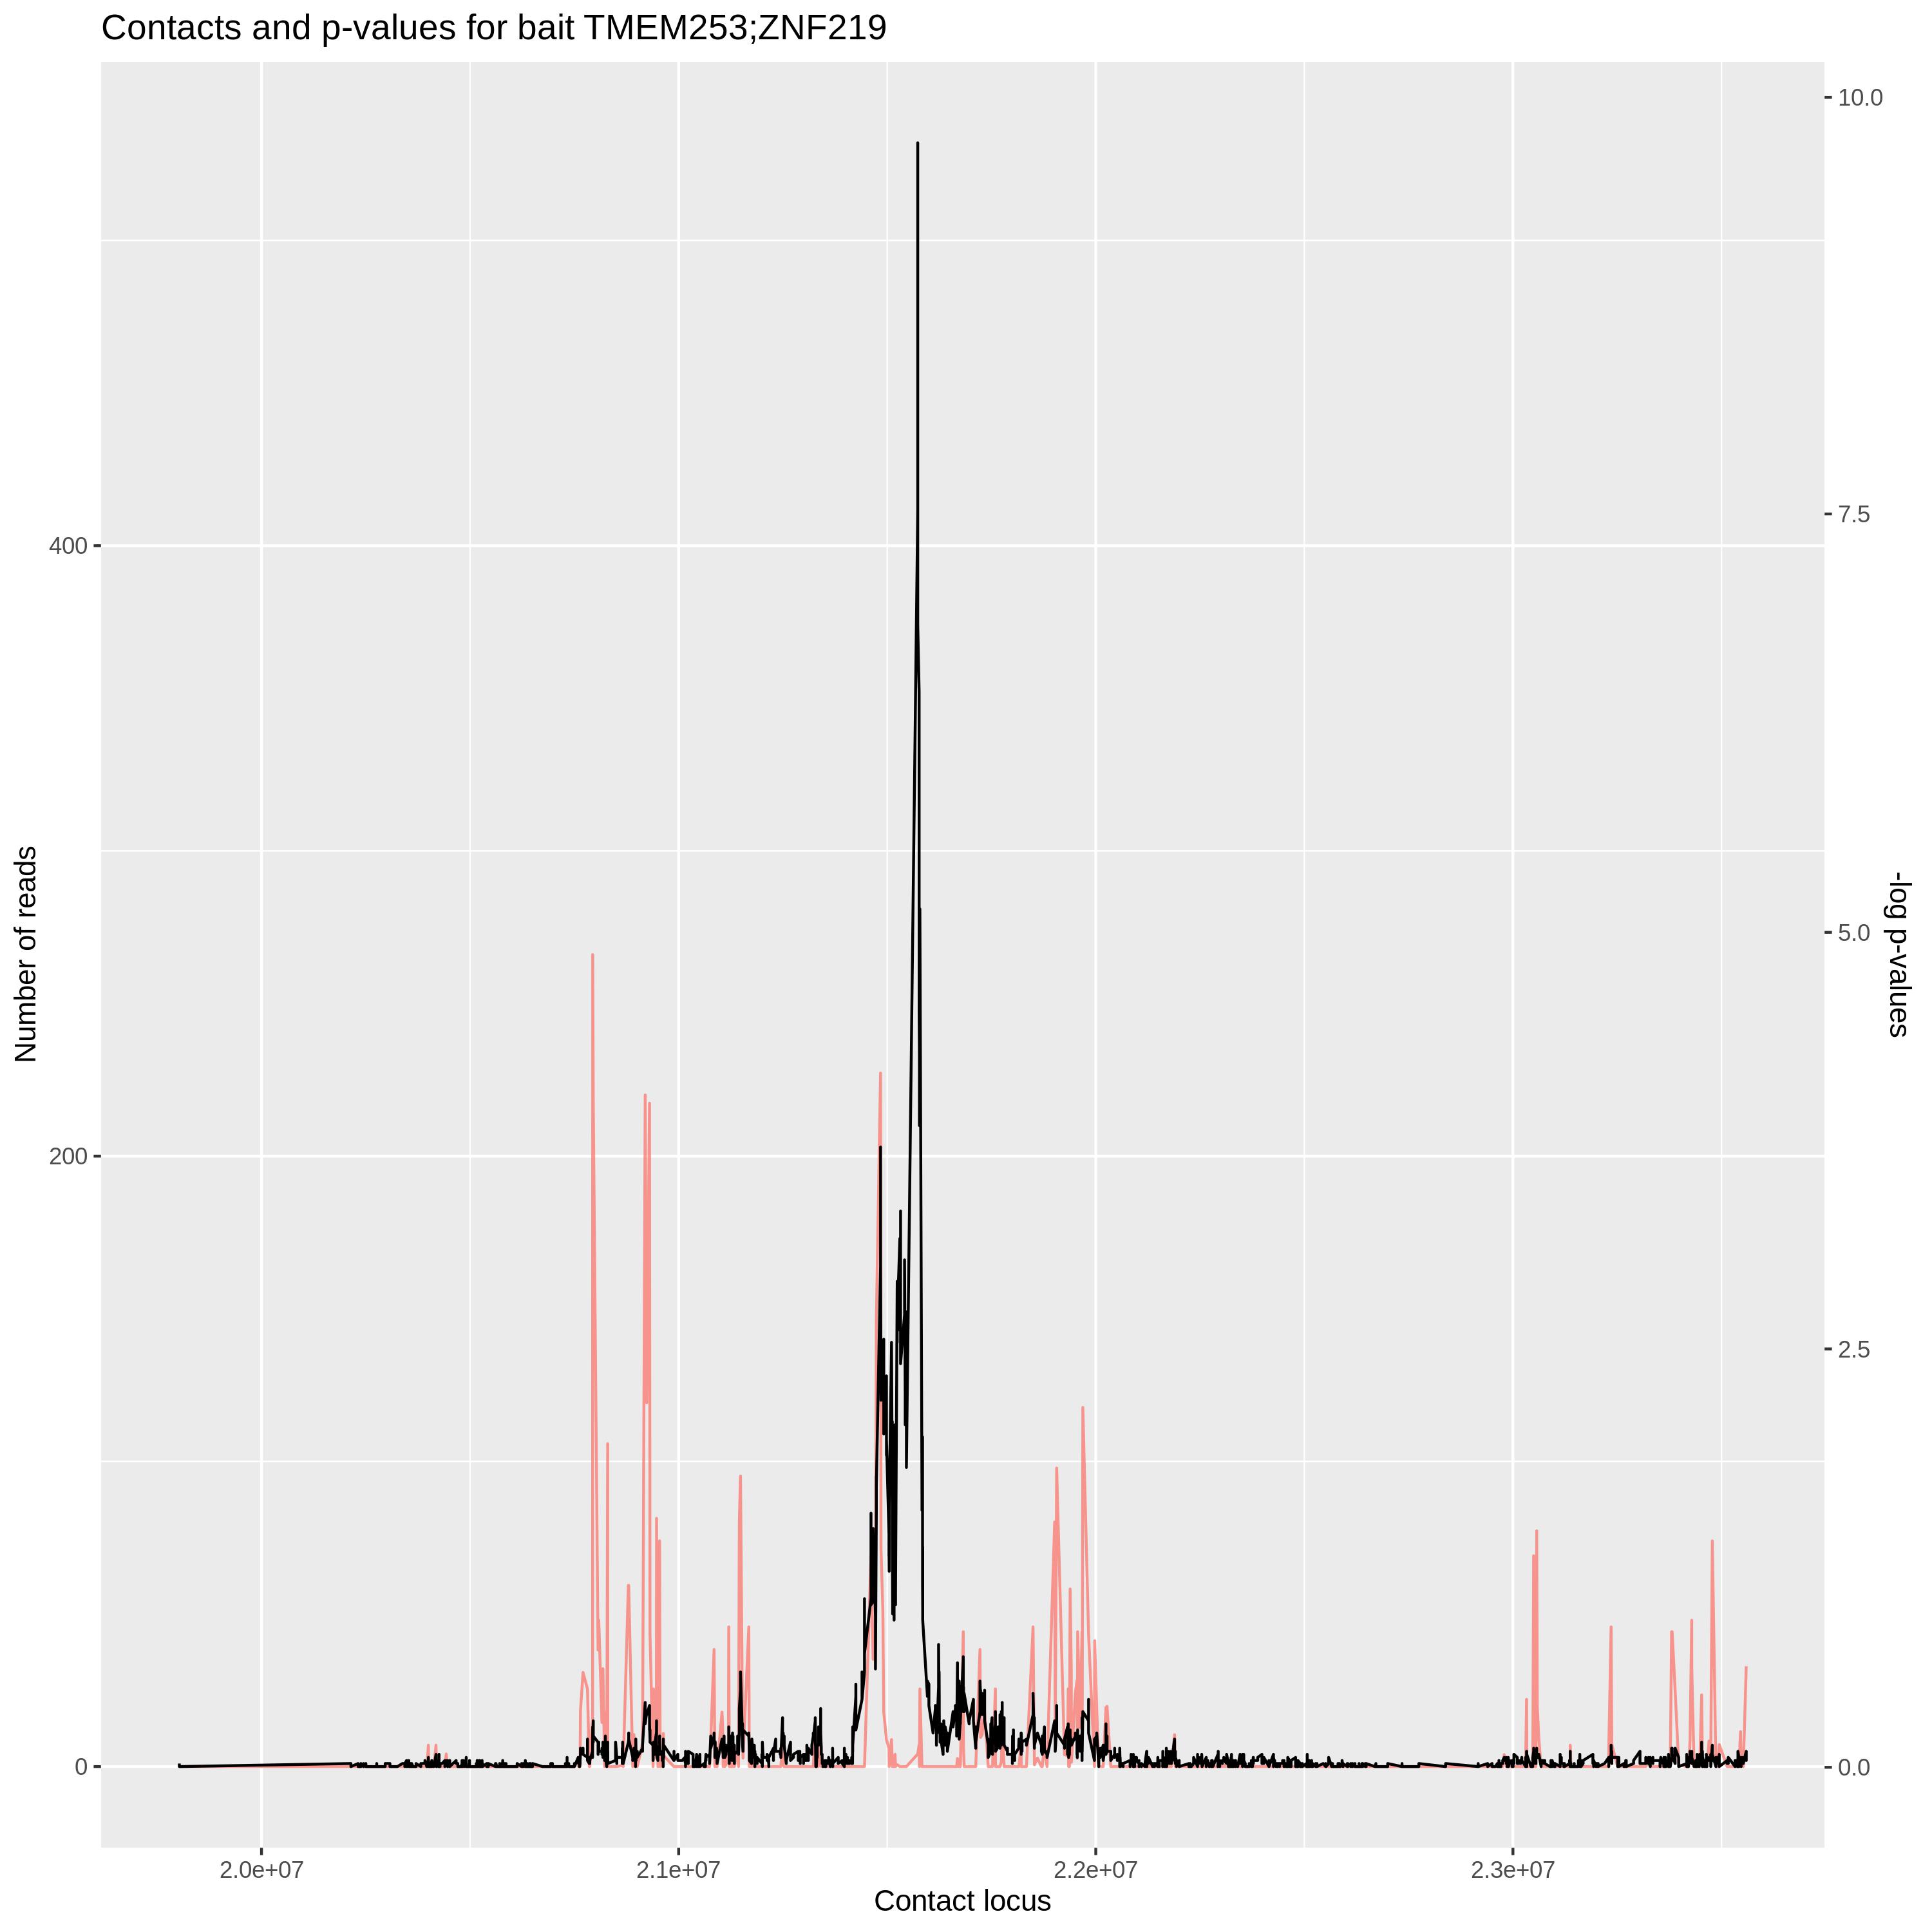 Contacts and p-values for bait TMEM253;ZNF219
10.0
7.5
400
5.0
Number of reads
-log p-values
200
2.5
0
0.0
2.0e+07 2.1e+07 2.2e+07 2.3e+07
Contact locus